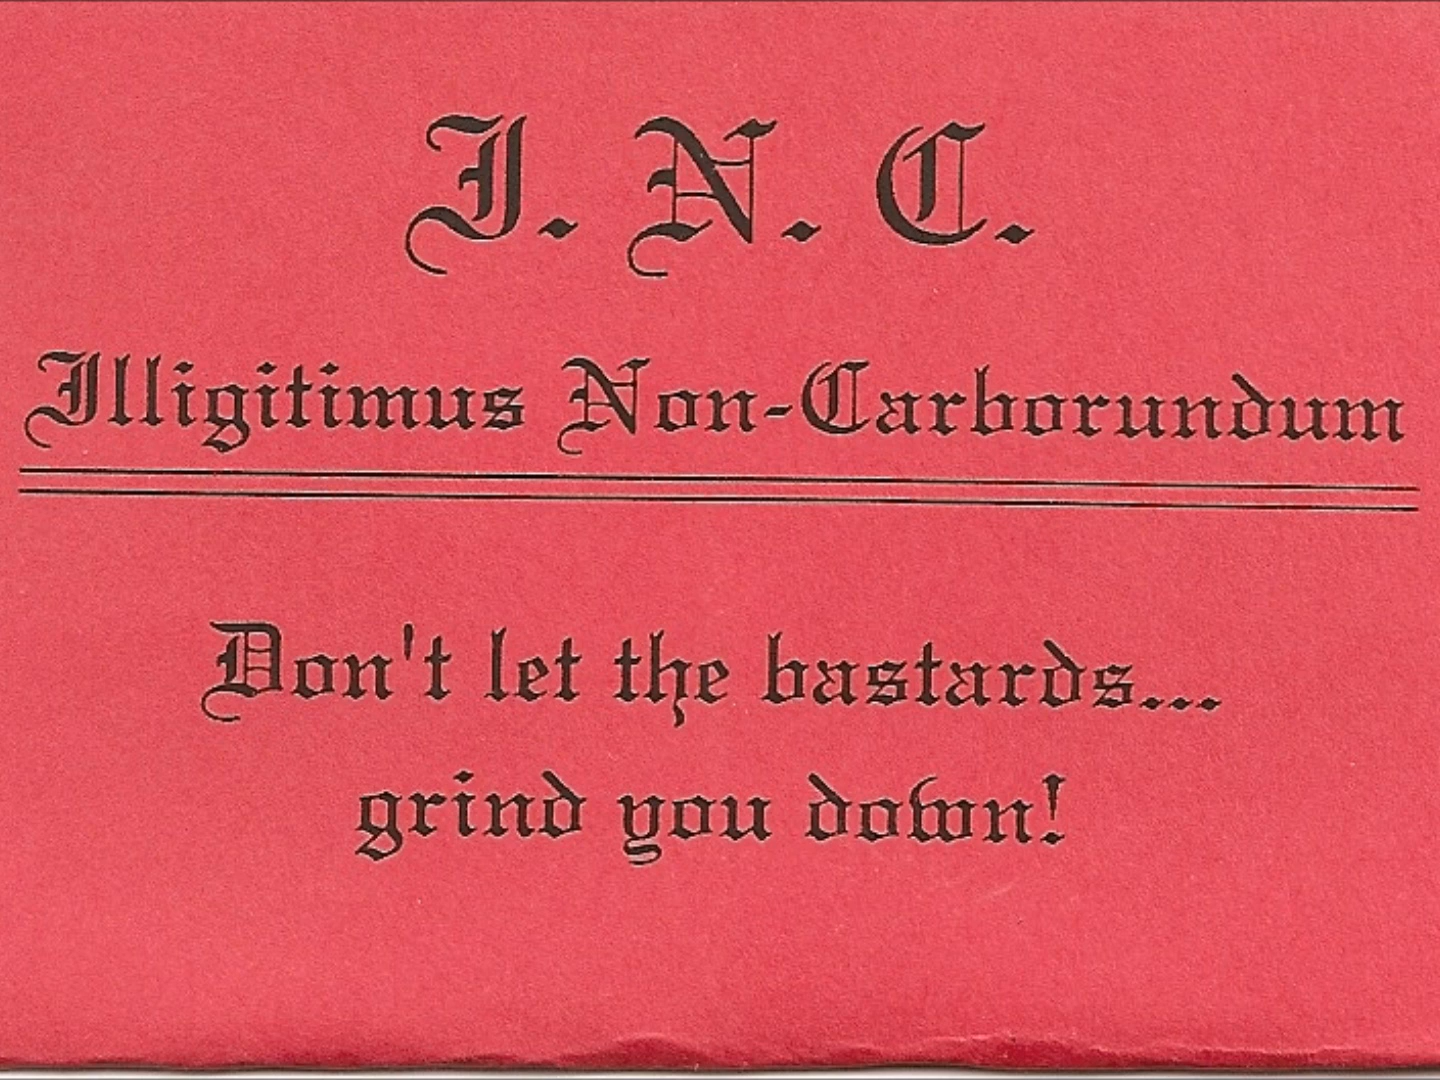 I. N. C.
Illigitimus Non-Carborundum
Don't let the bastards...
grind you down!